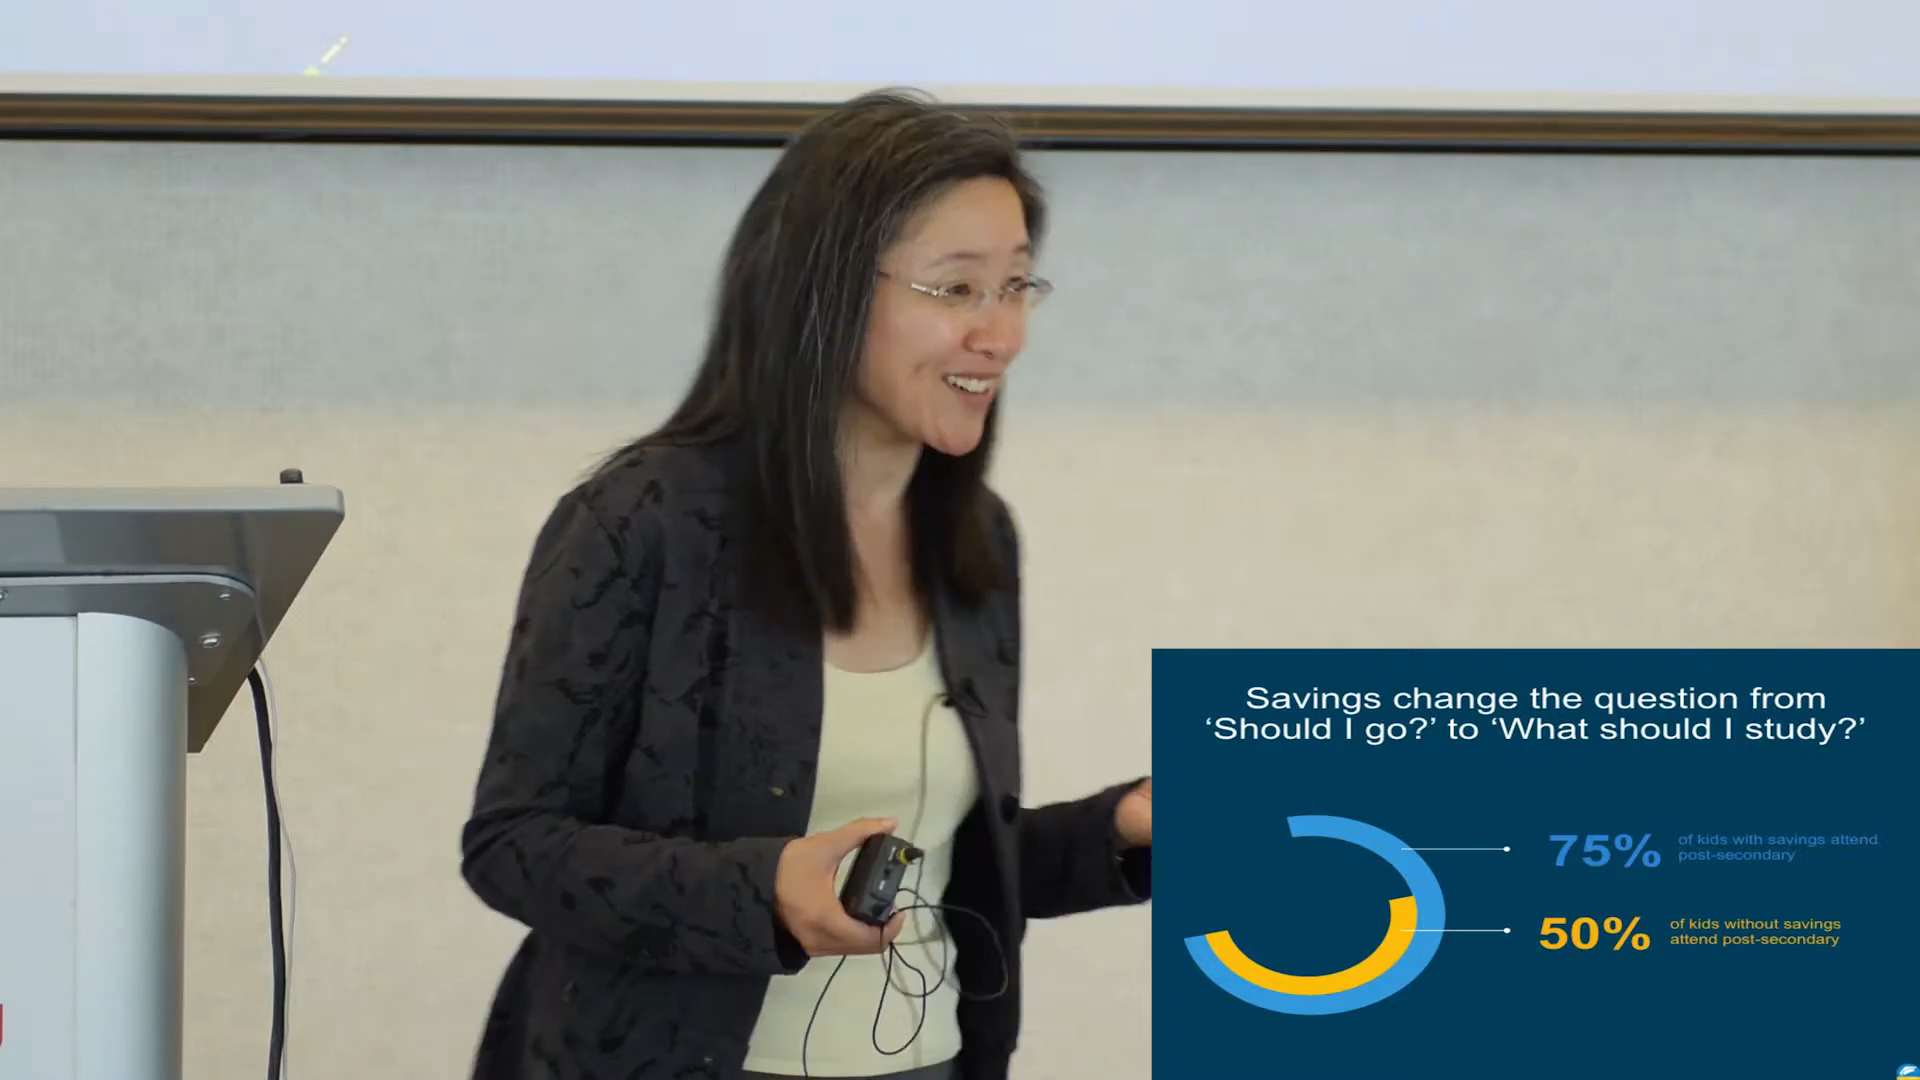 Savings change the question from
‘Should I go?’ to ‘What should I study?’
75%
of kids with savings attend
post-secondary
50%
of kids without savings
attend post-secondary